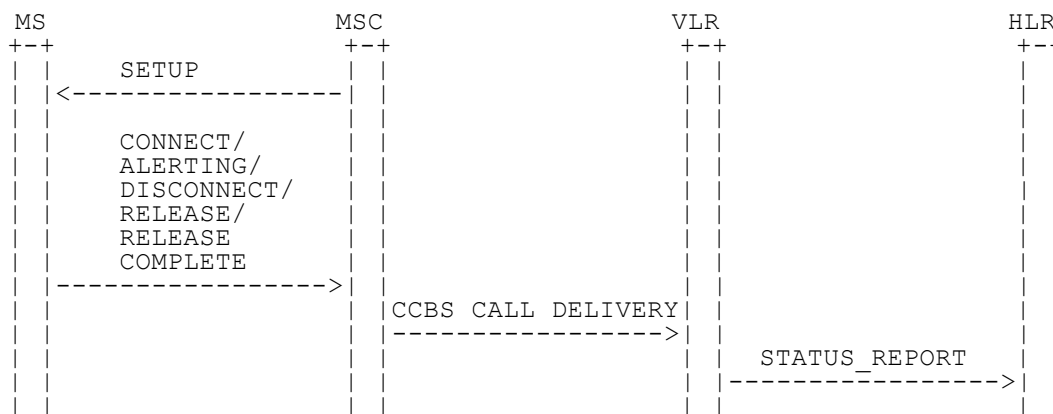 MS MSC VLR HLR
SETUP
CONNECT/
ALERTING/
DISCONNECT/
RELEASE/
RELEASE
COMPLETE
CCBS CALL DELIVERY
STATUS_REPORT